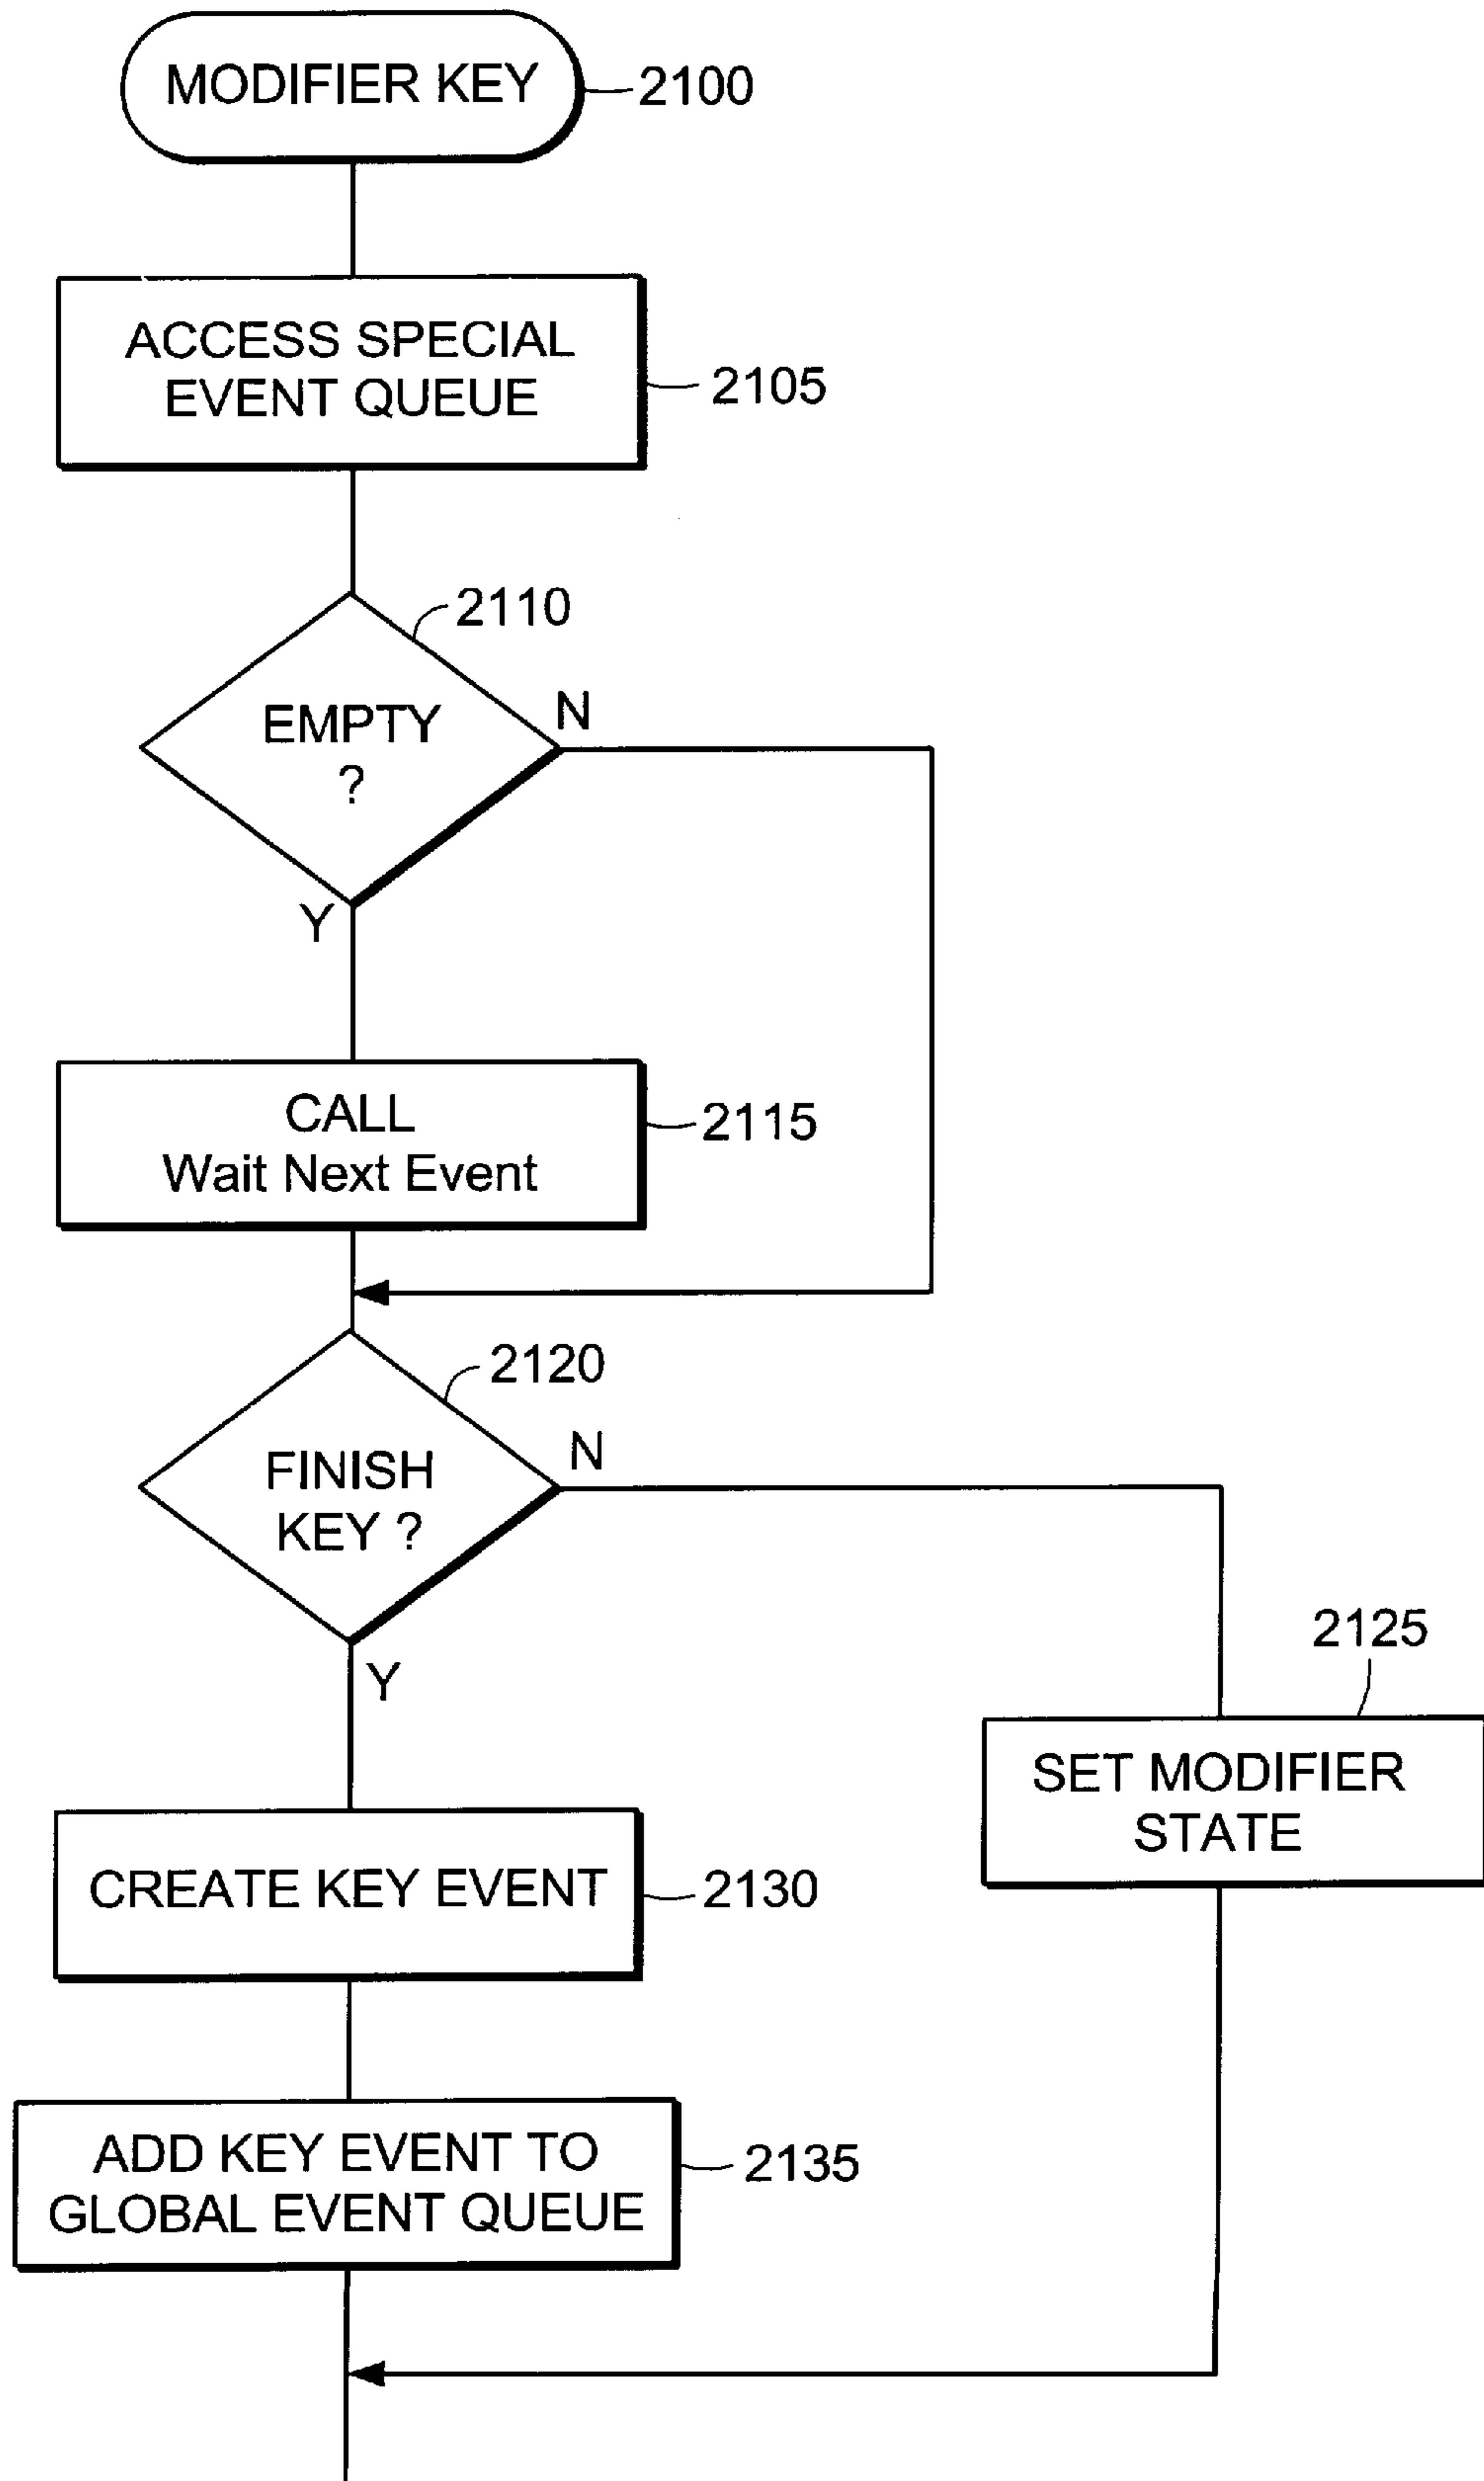 MODIFIER KEY
2100
ACCESS SPECIAL
EVENT QUEUE
2105
2110
EMPTY
?
N
Y
CALL
Wait Next Event
2115
2120
FINISH
KEY ?
N
Y
2125
SET MODIFIER
STATE
CREATE KEY EVENT
2130
ADD KEY EVENT TO
GLOBAL EVENT QUEUE
2135